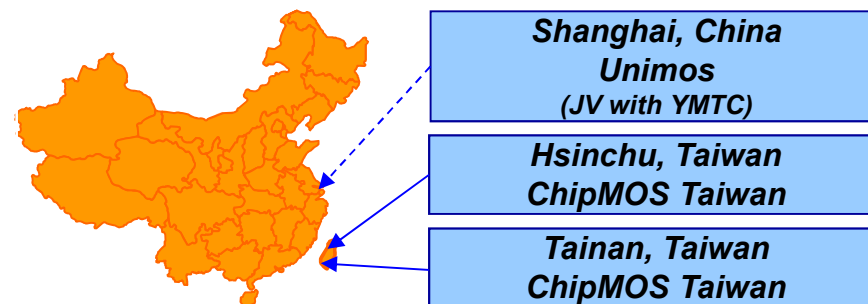 Shanghai, China
Unimos
(JV with YMTC)
Hsinchu, Taiwan
ChipMOS Taiwan
Tainan, Taiwan
ChipMOS Taiwan